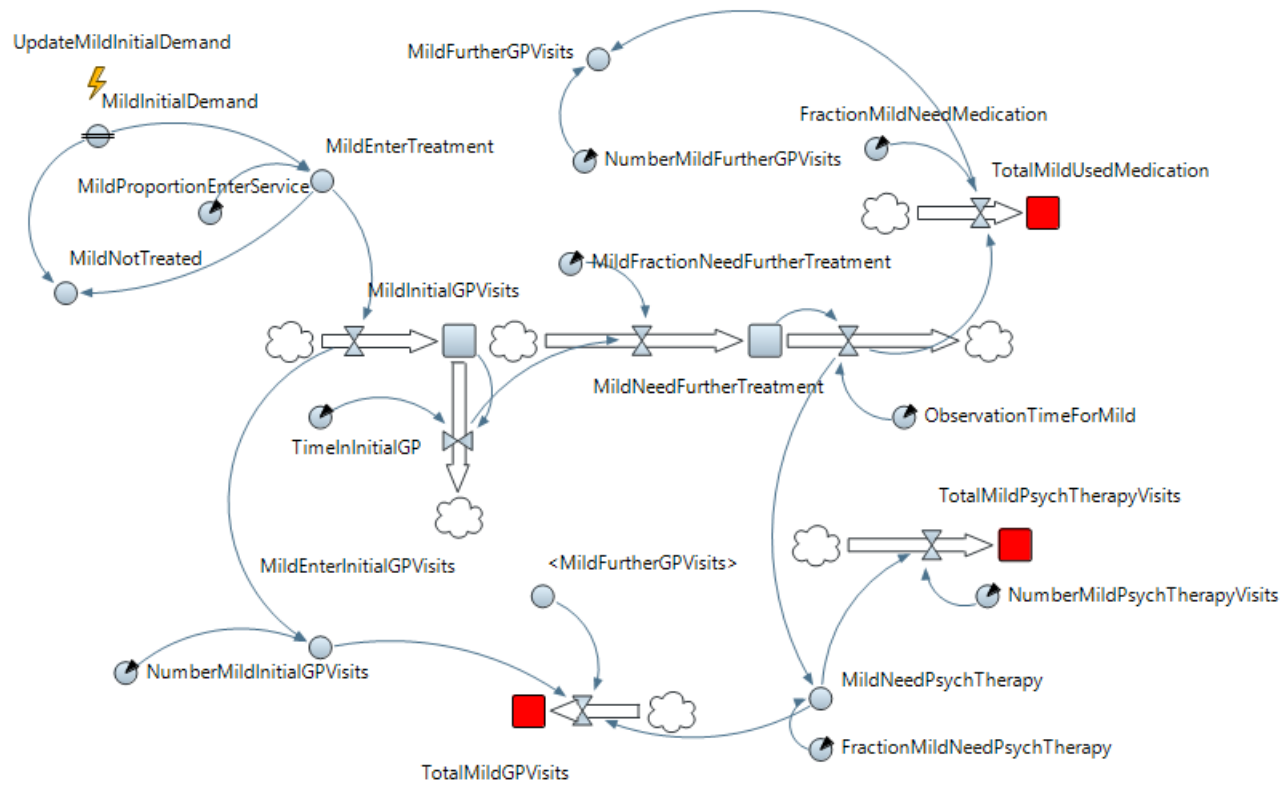 UpdateMildInitialDemand
MildFurtherGPVisits
MildInitialDemand
FractionMildNeedMedication
MildEnterTreatment
NumberMildFurtherGPVisits
TotalMildUsedMedication
MildProportionEnterService
MildNotTreated
MildFractionNeedFurtherTreatment
MildInitialGPVisits
MildNeedFurtherTreatment
ObservationTimeForMild
TimeInInitialGP
TotalMildPsychTherapyVisits
MildEnterInitialGPVisits
<MildFurtherGPVisits>
NumberMildPsychTherapyVisits
NumberMildInitialGPVisits
MildNeedPsychTherapy
FractionMildNeedPsychTherapy
TotalMildGPVisits